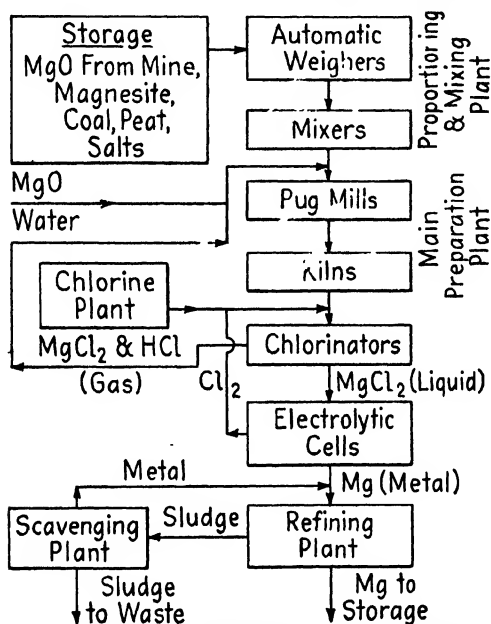 Storage
MgO From Mine,
Magnesite,
Coal, Peat,
Salts
Automatic
Weighers
Proportioning
& Mixing
Plant
Mixers
MgO
Water
Pug Mills
Main
Preparation
Plant
Kilns
Chlorine
Plant
MgCl₂ & HCl
(Gas)
Cl₂
Chlorinators
MgCl₂ (Liquid)
Electrolytic
Cells
Metal
Mg (Metal)
Scavenging
Plant
Sludge
Refining
Plant
Sludge
to Waste
Mg to
Storage